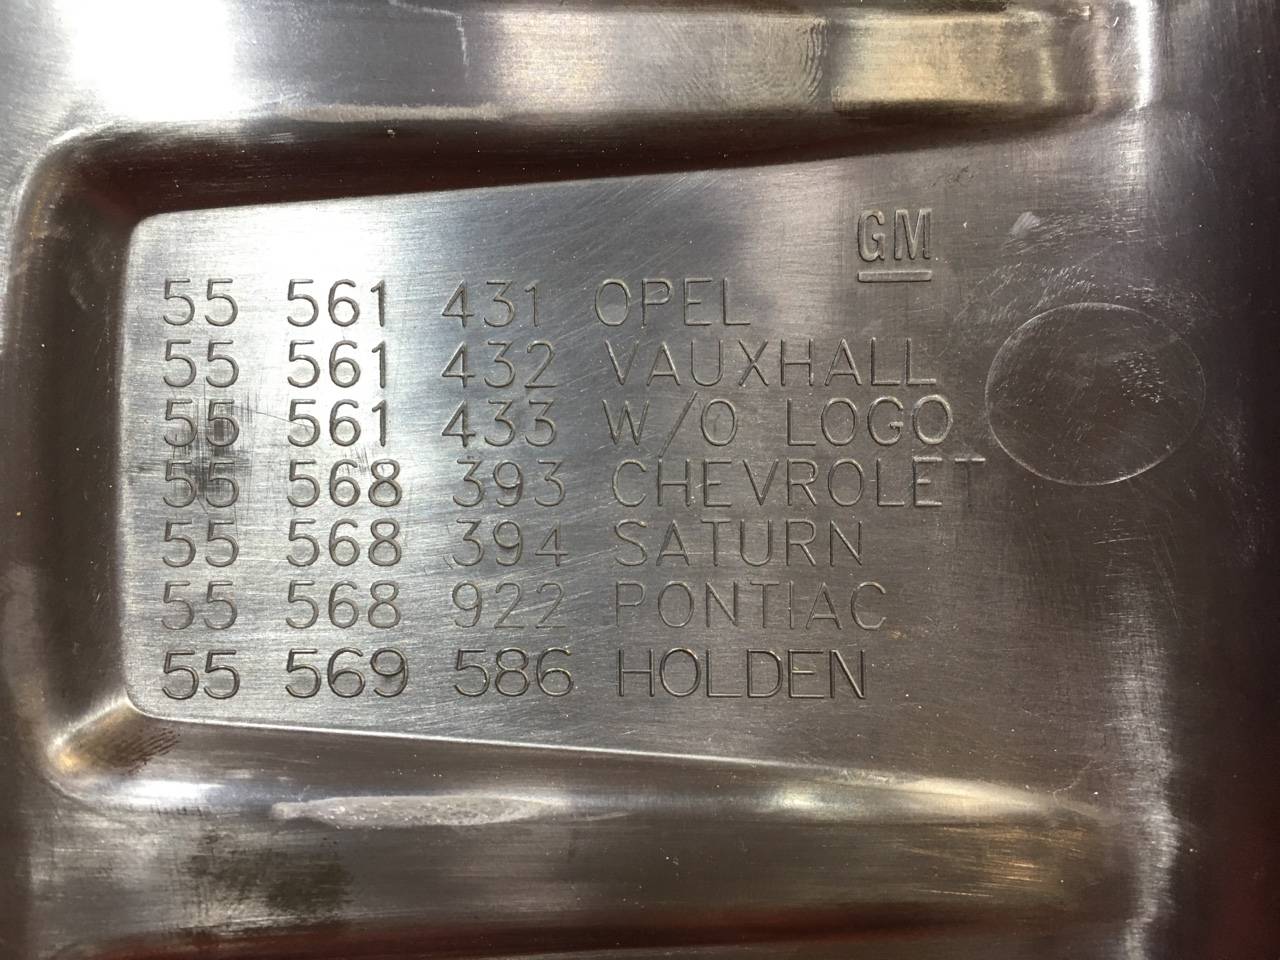 GM
55 561 431 OPEL
55 561 432 VAUXHALL
55 561 433 W/O LOGO
55 568 393 CHEVROLET
55 568 394 SATURN
55 568 922 PONTIAC
55 569 586 HOLDEN